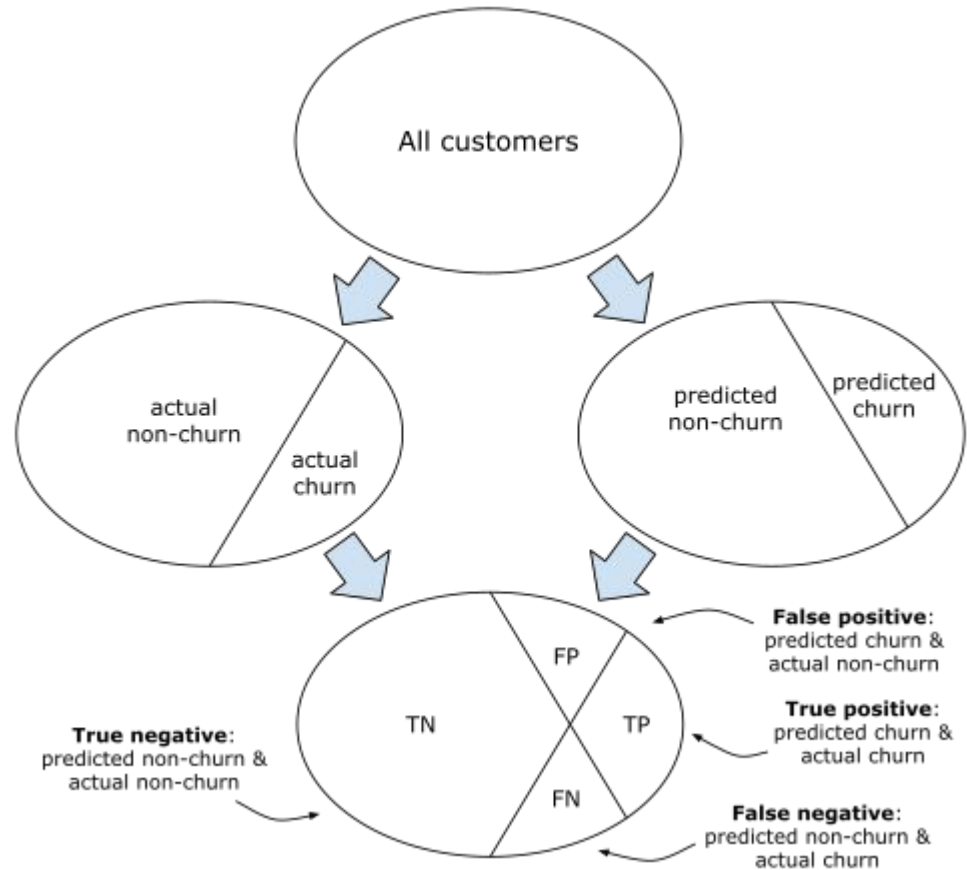 All customers
actual
non-churn
actual
churn
predicted
non-churn
predicted
churn
FP
TN
TP
FN
False positive:
predicted churn &
actual non-churn
True positive:
predicted churn &
actual churn
True negative:
predicted non-churn &
actual non-churn
False negative:
predicted non-churn &
actual churn